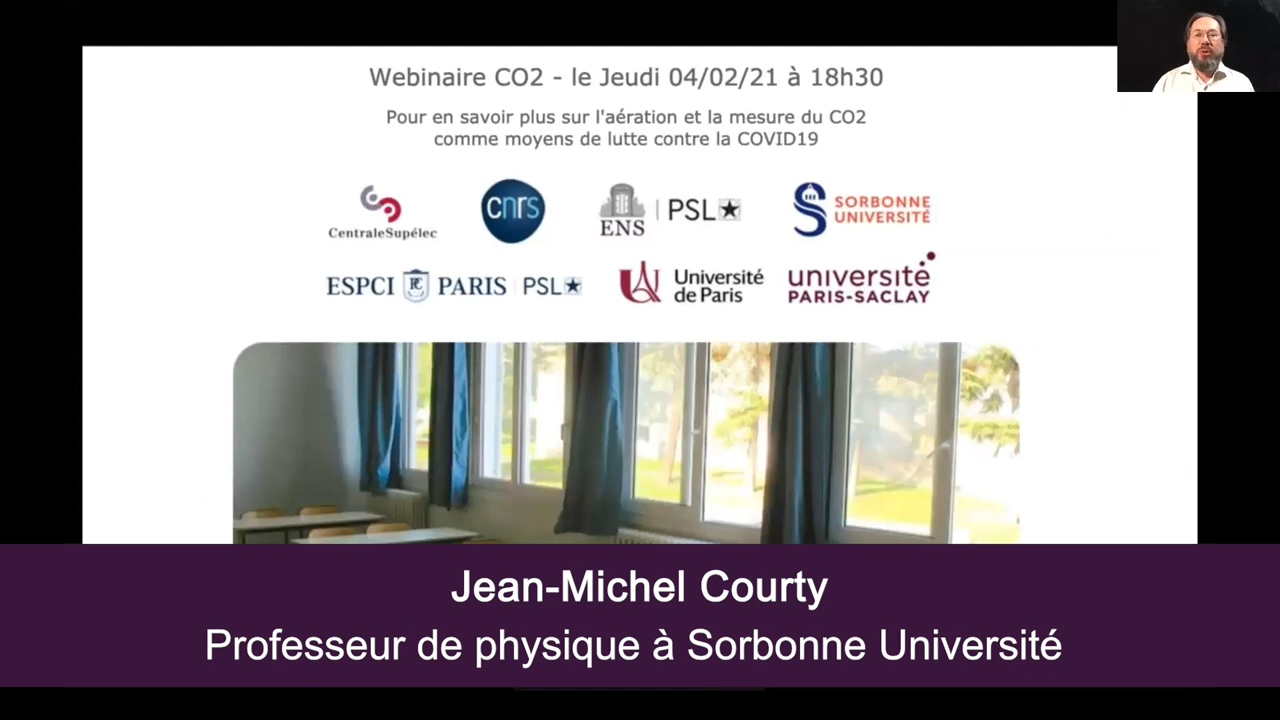 Webinaire CO2 - le Jeudi 04/02/21 à 18h30
Pour en savoir plus sur l'aération et la mesure du CO2
comme moyens de lutte contre la COVID19
CentraleSupélec
cnrs
ENS | PSL
SORBONNE
UNIVERSITÉ
ESPCI PARIS | PSL
Université
de Paris
université
PARIS-SACLAY
Jean-Michel Courty
Professeur de physique à Sorbonne Université